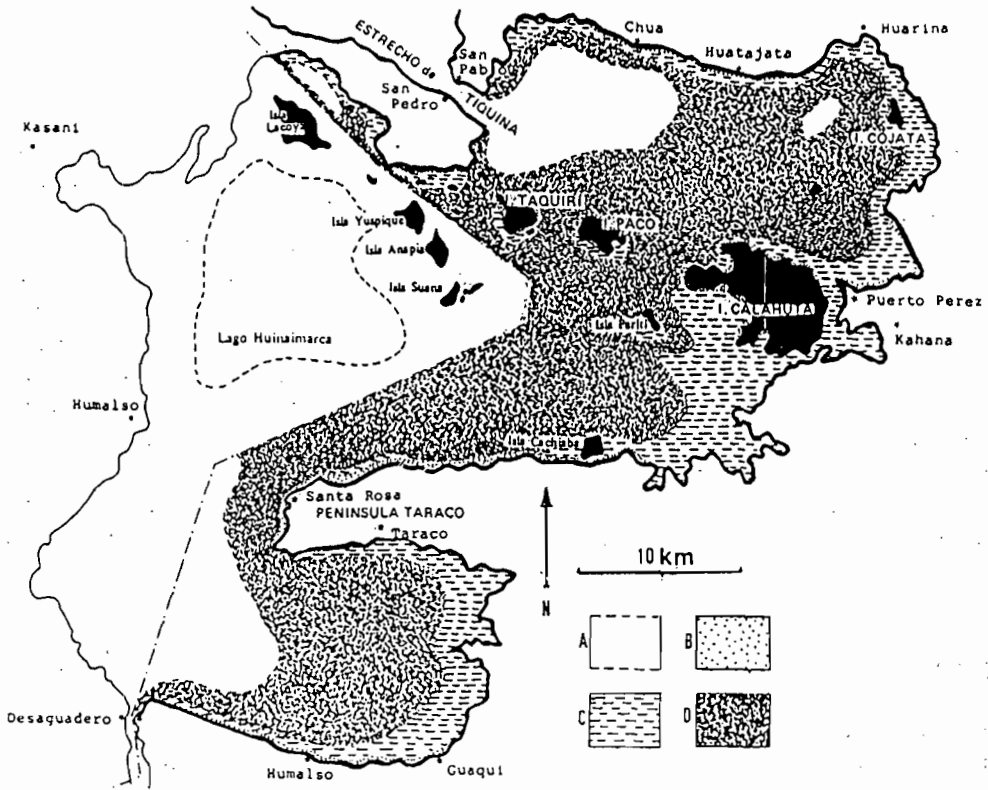 ESTRECHO de TIQUINA
Chua
Huatajata
Huarina
San
Pablo
San
Pedro
Kasani
Isla
Lacoya
I. COJATA
I. TAQUIRI
I. PACO
Isla Yuspique
Isla Anapia
Isla Suana
I. CALAHUTA
Puerto Perez
Kahana
Isla Pariti
Lago Huinaimarca
Humalso
Isla Cachiaba
Santa Rosa
PENINSULA TARACO
Taraco
N
10 km
A
B
C
D
Desaguadero
Humalso
Guaqui